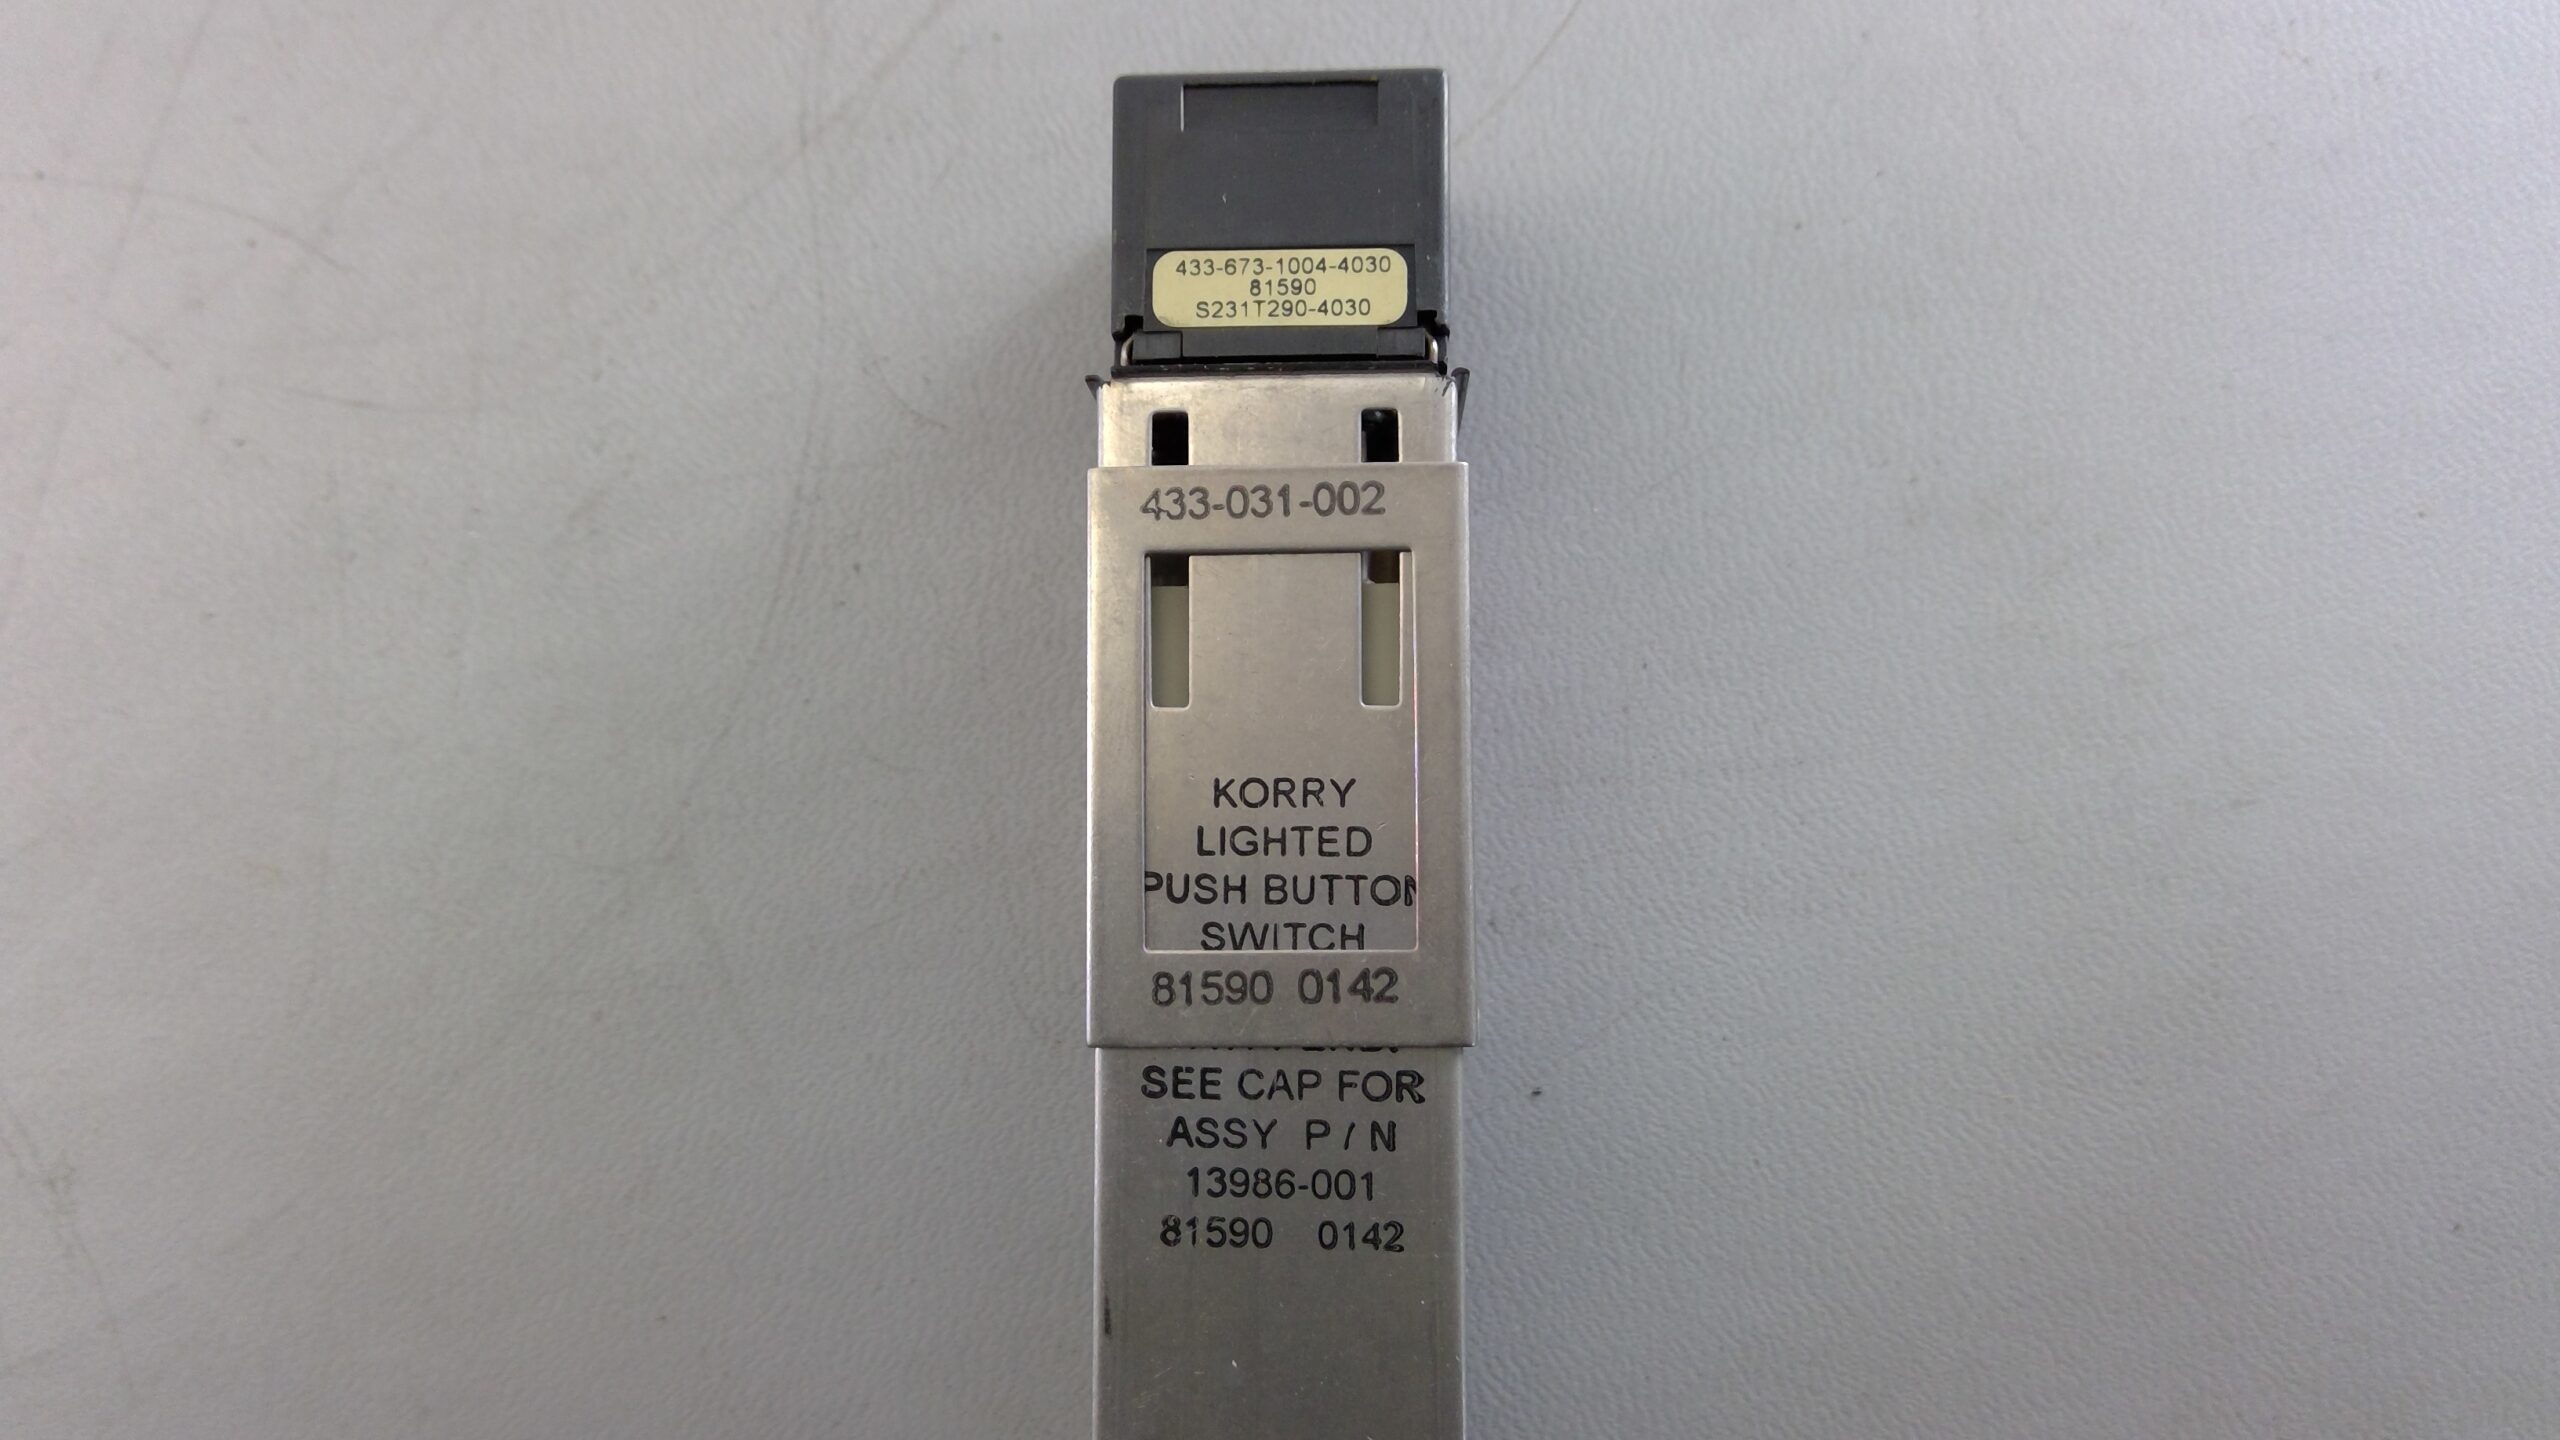 433-673-1004-4030
81590
S231T290-4030
433-031-002
KORRY
LIGHTED
PUSH BUTTON
SWITCH
81590 0142
SEE CAP FOR
ASSY P/N
13986-001
81590 0142